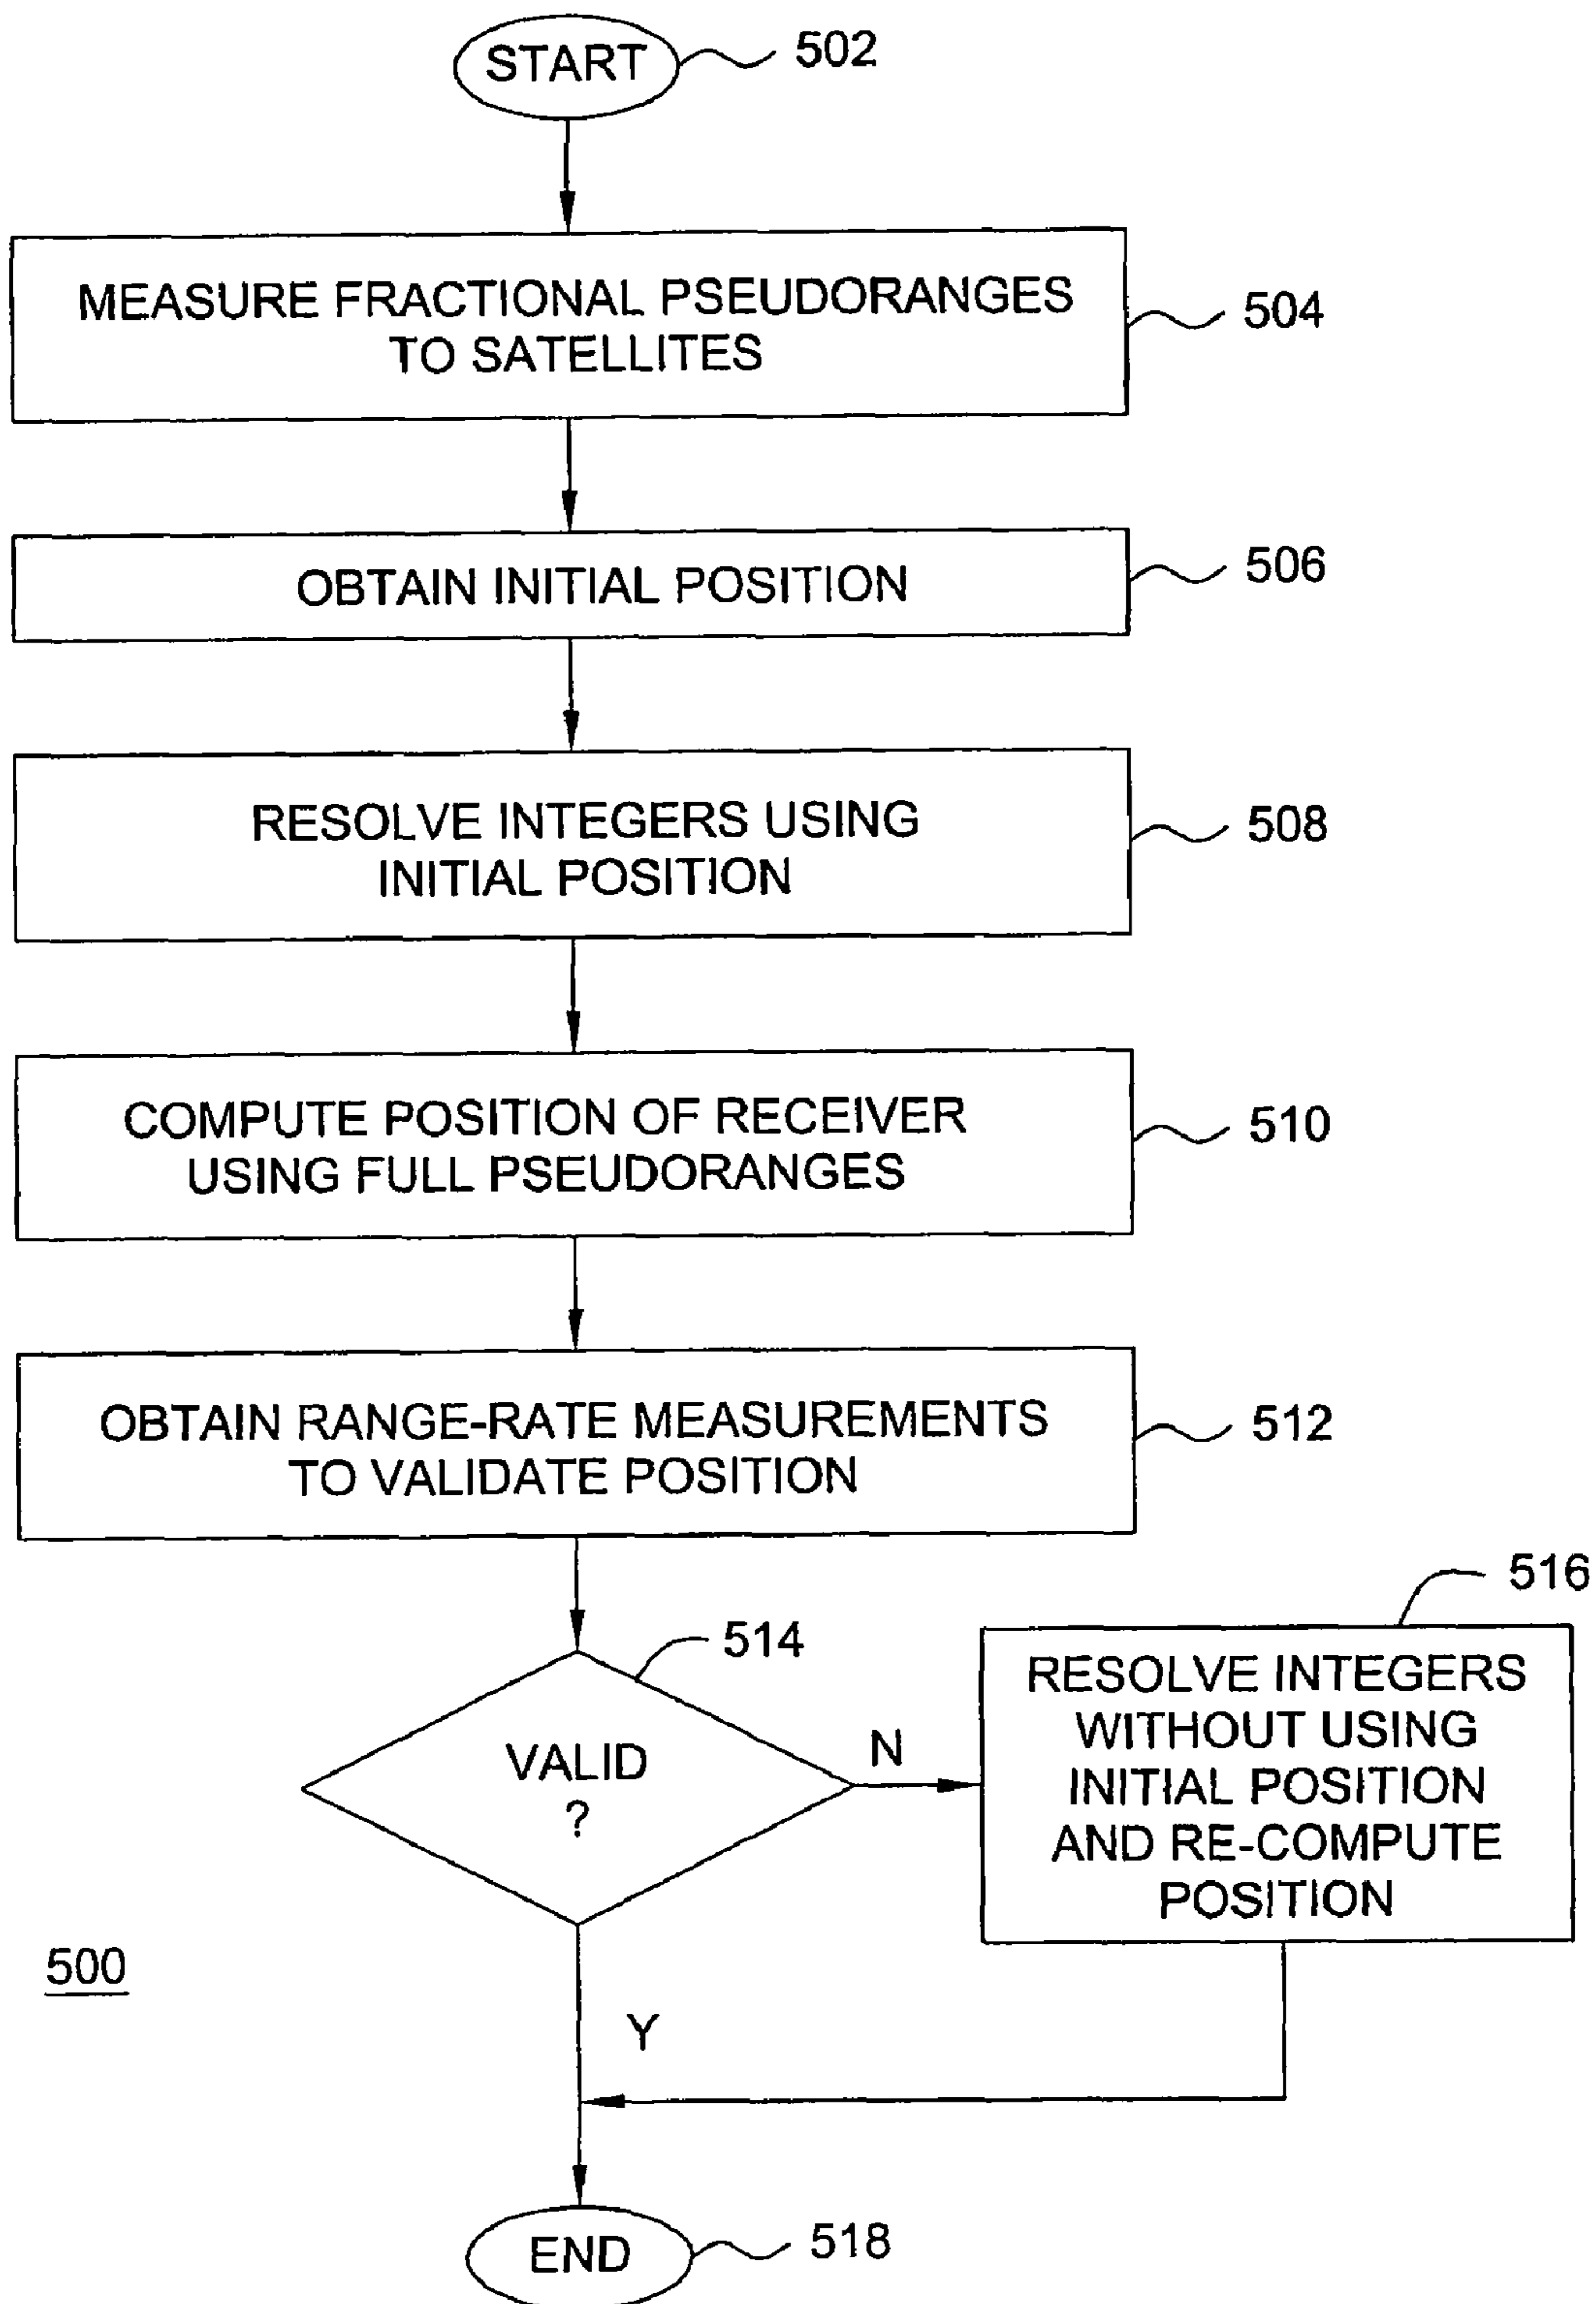 START
502
MEASURE FRACTIONAL PSEUDORANGES
TO SATELLITES
504
OBTAIN INITIAL POSITION
506
RESOLVE INTEGERS USING
INITIAL POSITION
508
COMPUTE POSITION OF RECEIVER
USING FULL PSEUDORANGES
510
OBTAIN RANGE-RATE MEASUREMENTS
TO VALIDATE POSITION
512
514
VALID
?
N
516
RESOLVE INTEGERS
WITHOUT USING
INITIAL POSITION
AND RE-COMPUTE
POSITION
500
Y
END
518